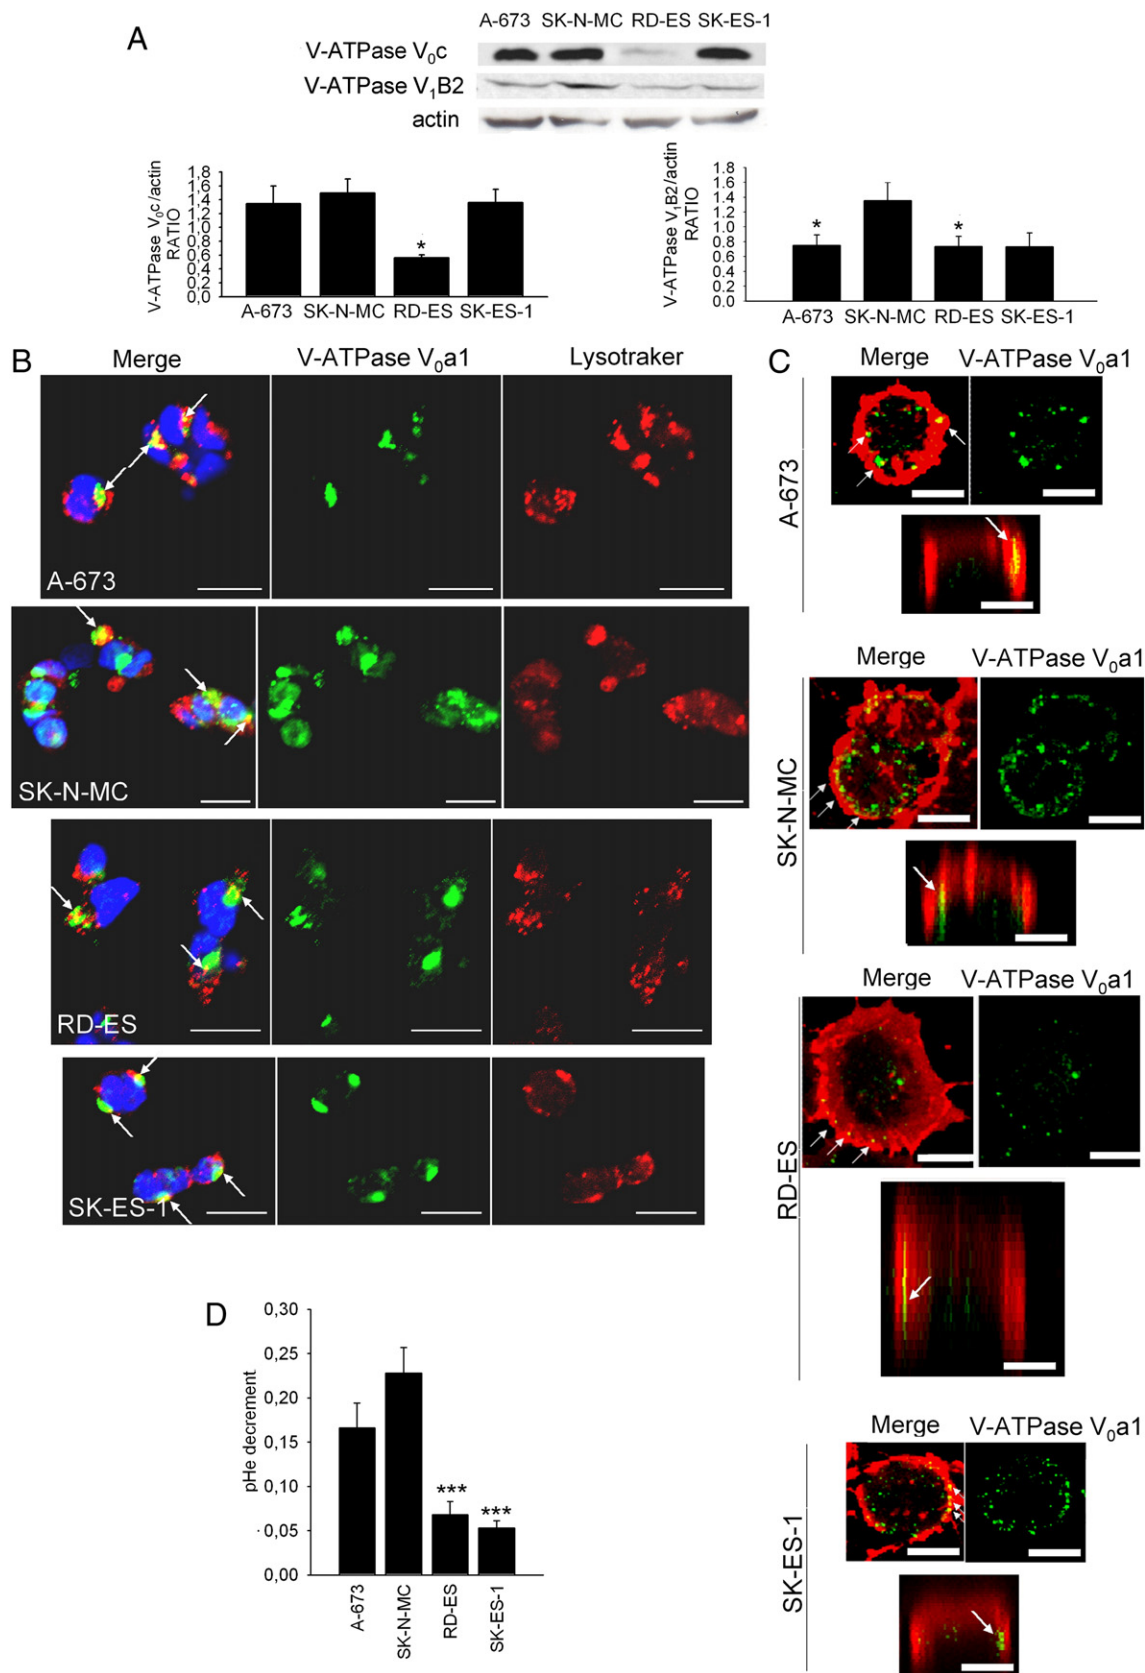 A
A-673 SK-N-MC RD-ES SK-ES-1
V-ATPase V₀c
V-ATPase V₁B2
actin
V-ATPase V₀c/actin
RATIO
1,8
1,6
1,4
1,2
1,0
0,8
0,6
0,4
0,2
0,0
*
A-673 SK-N-MC RD-ES SK-ES-1
V-ATPase V₁B2/actin
RATIO
1.8
1.6
1.4
1.2
1.0
0.8
0.6
0.4
0.2
0.0
* *
A-673 SK-N-MC RD-ES SK-ES-1
B
Merge V-ATPase V₀a1 Lysotraker
A-673
SK-N-MC
RD-ES
SK-ES-1
C
Merge V-ATPase V₀a1
A-673
Merge V-ATPase V₀a1
SK-N-MC
Merge V-ATPase V₀a1
RD-ES
Merge V-ATPase V₀a1
SK-ES-1
D
pHe decrement
0,30
0,25
0,20
0,15
0,10
0,05
0,00
*** ***
A-673
SK-N-MC
RD-ES
SK-ES-1